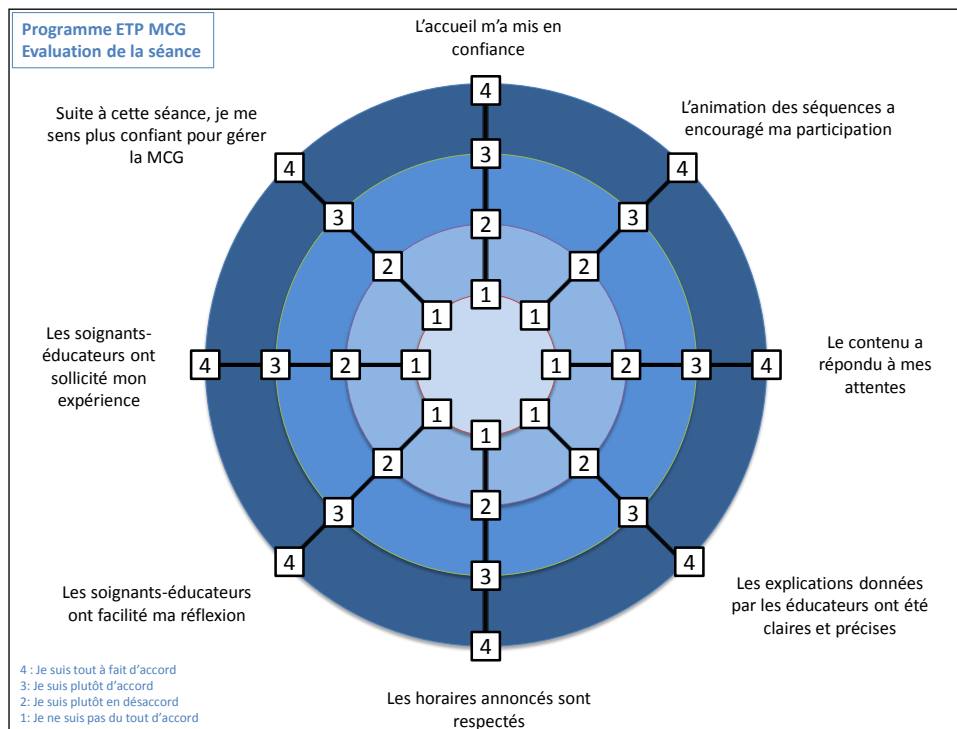 Programme ETP MCG
Evaluation de la séance
L'accueil m'a mis en
confiance
Suite à cette séance, je me
sens plus confiant pour gérer
la MCG
L'animation des séquences a
encouragé ma participation
4
4
3
4
3
3
2
2
2
1
1
1
Les soignants-
éducateurs ont
sollicité mon
expérience
4 3 2 1
1 2 3 4
Le contenu a
répondu à mes
attentes
1
1
1
2
2
2
3
3
3
4
4
4
Les soignants-éducateurs
ont facilité ma réflexion
Les explications données
par les éducateurs ont été
claires et précises
Les horaires annoncés sont
respectés
4 : Je suis tout à fait d'accord
3: Je suis plutôt d'accord
2: Je suis plutôt en désaccord
1: Je ne suis pas du tout d'accord